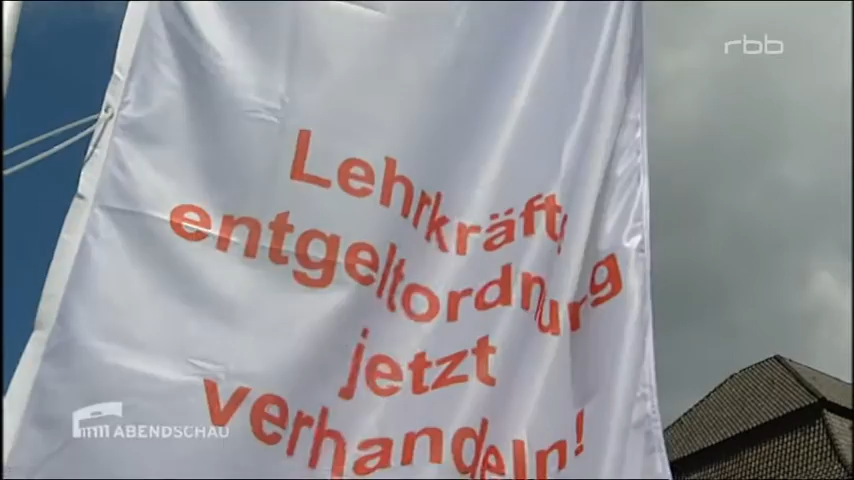 rbb
Lehrkräfte
entgeltordnung
jetzt
verhandeln!
ABENDSCHAU